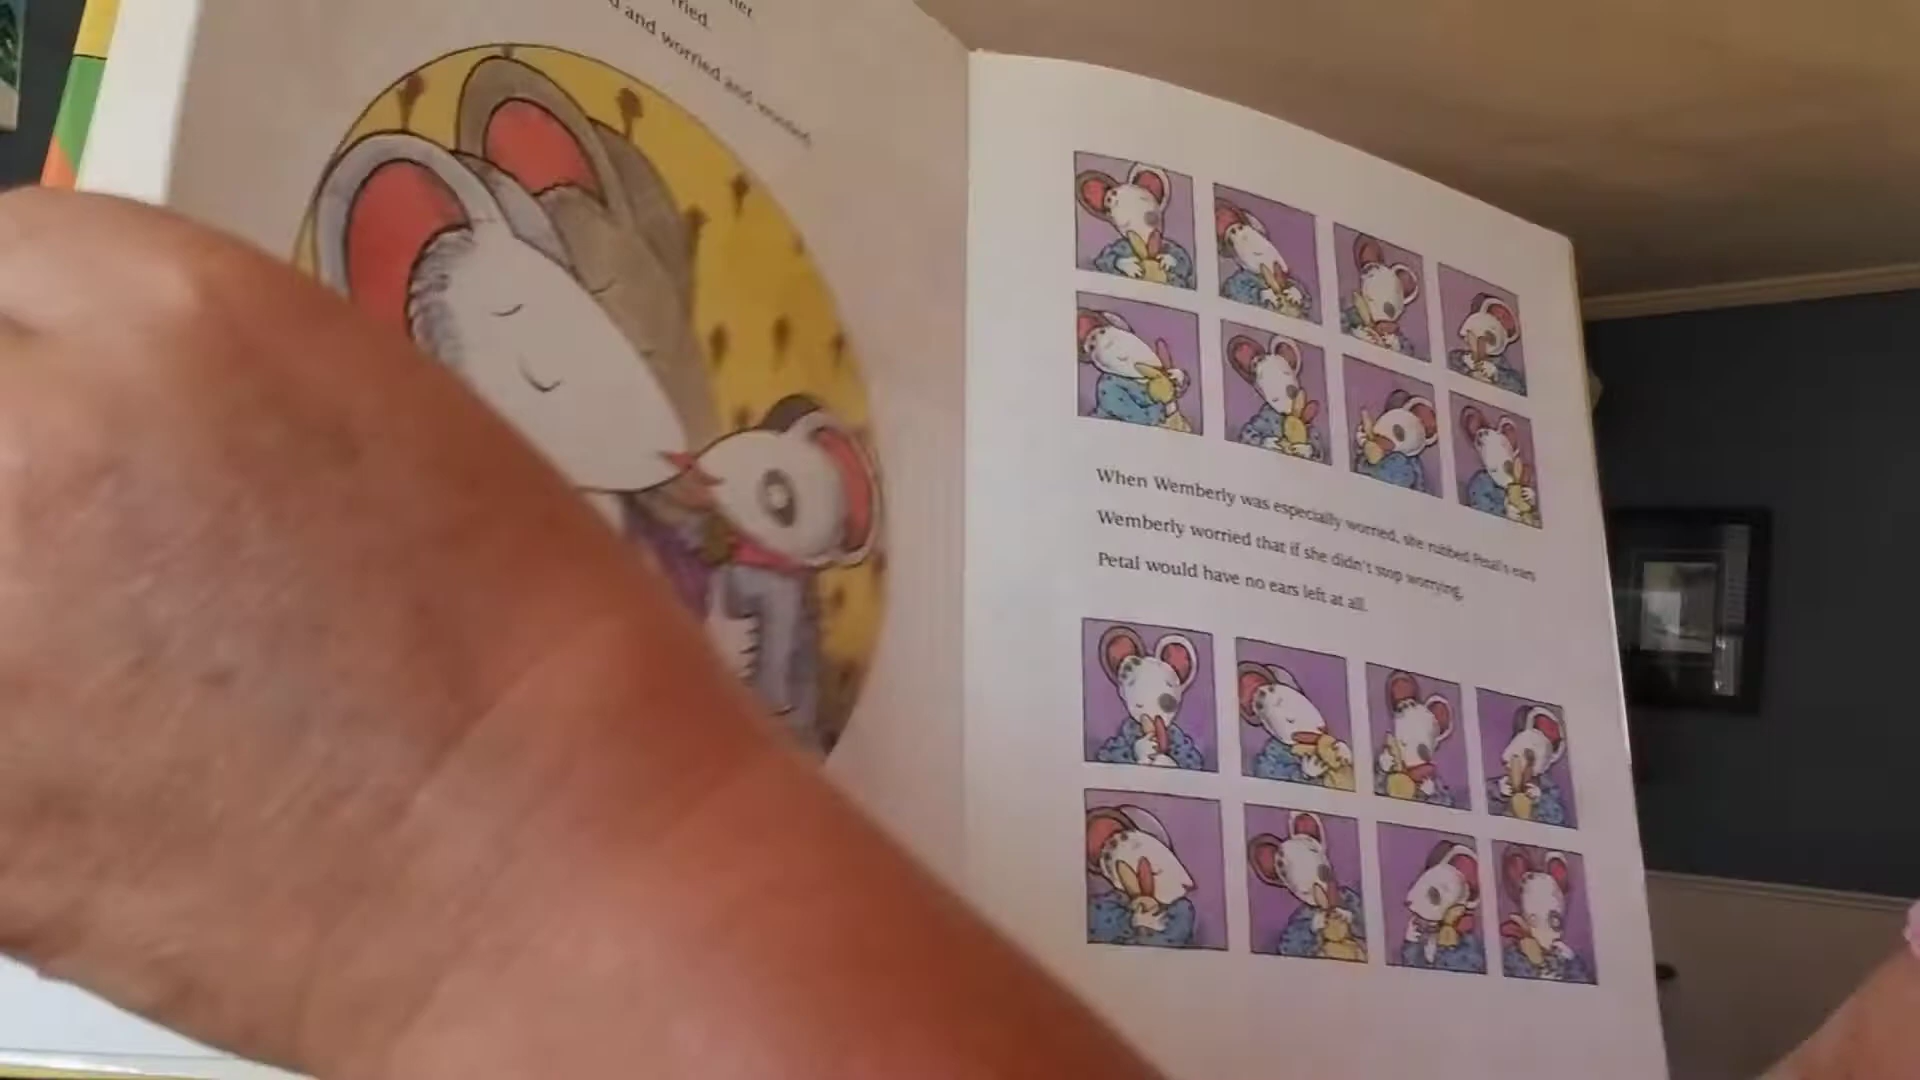 ried.
and worried and worried
When Wemberly was especially worried, she rubbed Petal's ears
Wemberly worried that if she didn't stop worrying,
Petal would have no ears left at all.